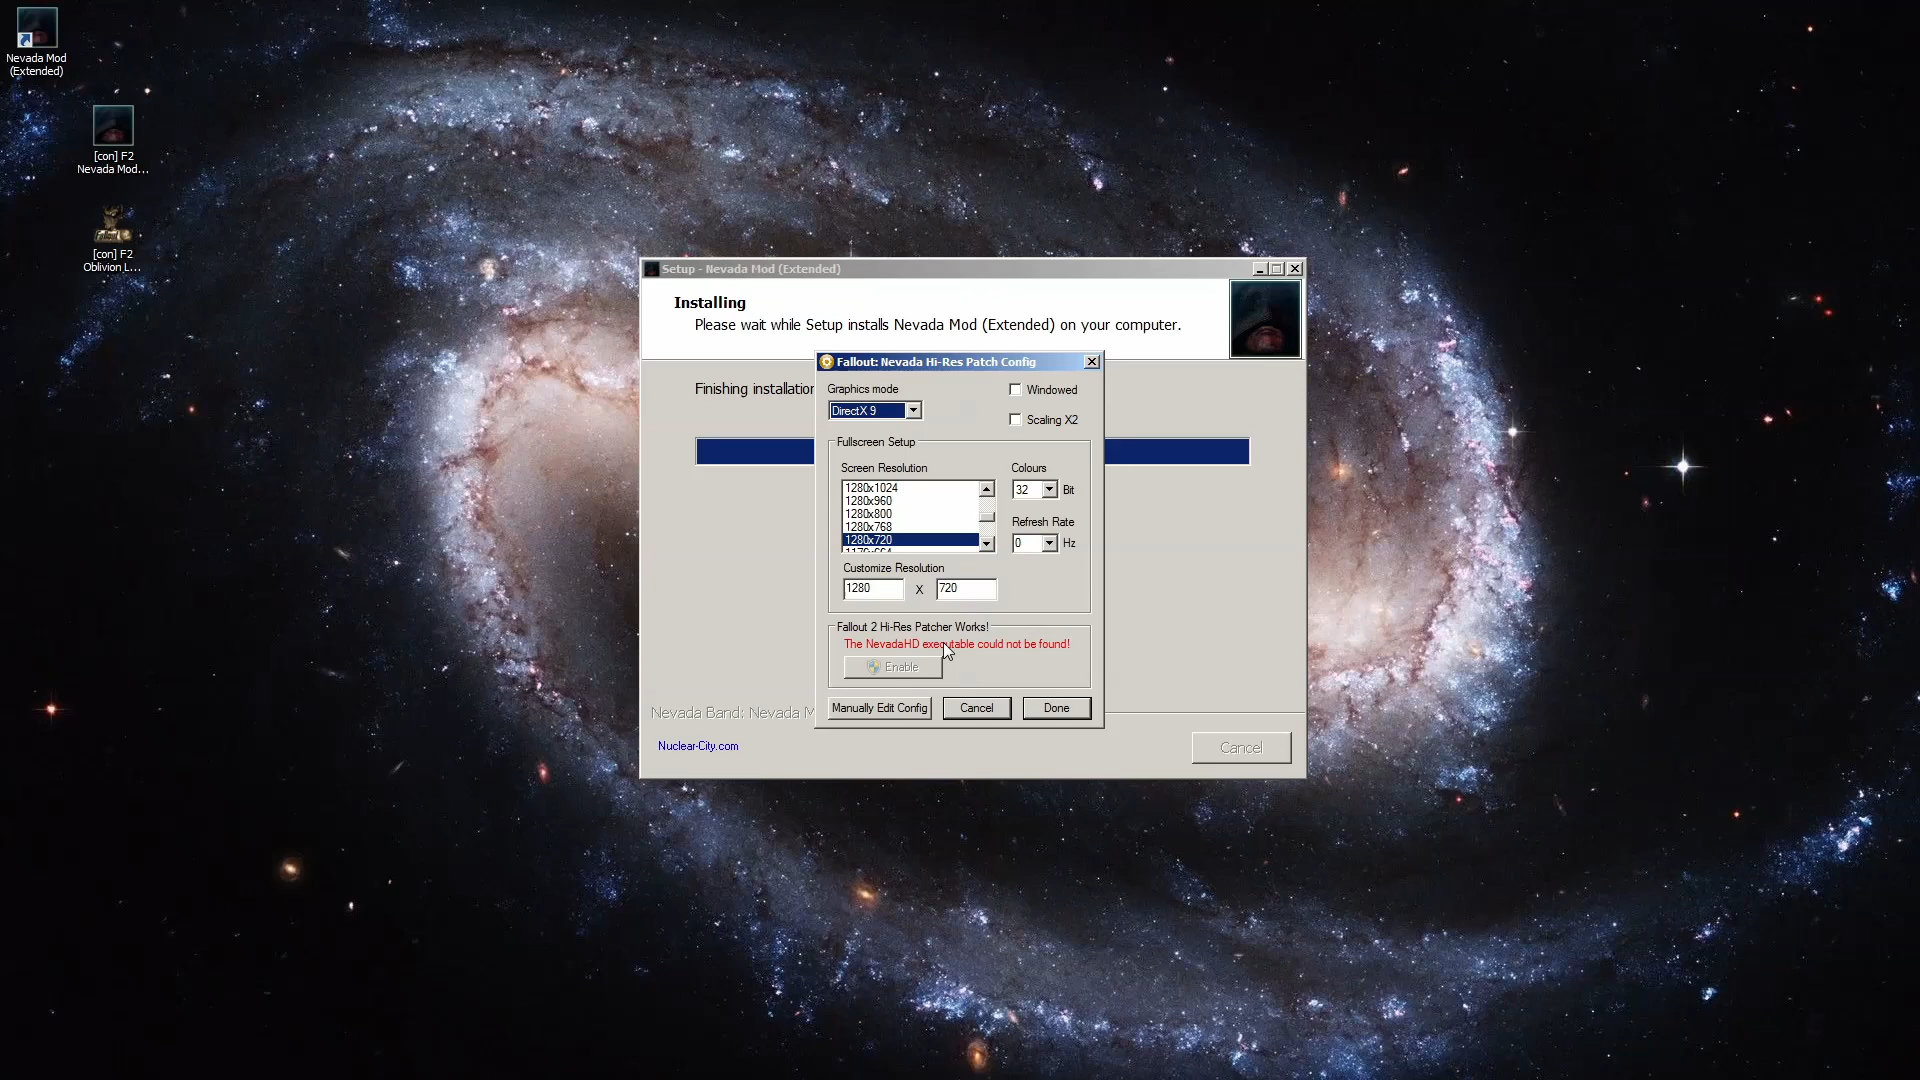 Nevada Mod
(Extended)
[con] F2
Nevada Mod...
[con] F2
Oblivion L...
Setup - Nevada Mod (Extended)
Installing
Please wait while Setup installs Nevada Mod (Extended) on your computer.
Finishing installation
Fallout: Nevada Hi-Res Patch Config
Graphics mode
DirectX 9
Windowed
Scaling X2
Fullscreen Setup
Screen Resolution
1280x1024
1280x960
1280x800
1280x768
1280x720
1176x664
Colours
32 Bit
Refresh Rate
0 Hz
Customize Resolution
1280 X 720
Fallout 2 Hi-Res Patcher Works!
The NevadaHD executable could not be found!
Enable
Manually Edit Config
Cancel
Done
Nevada Band: Nevada M
Nuclear-City.com
Cancel